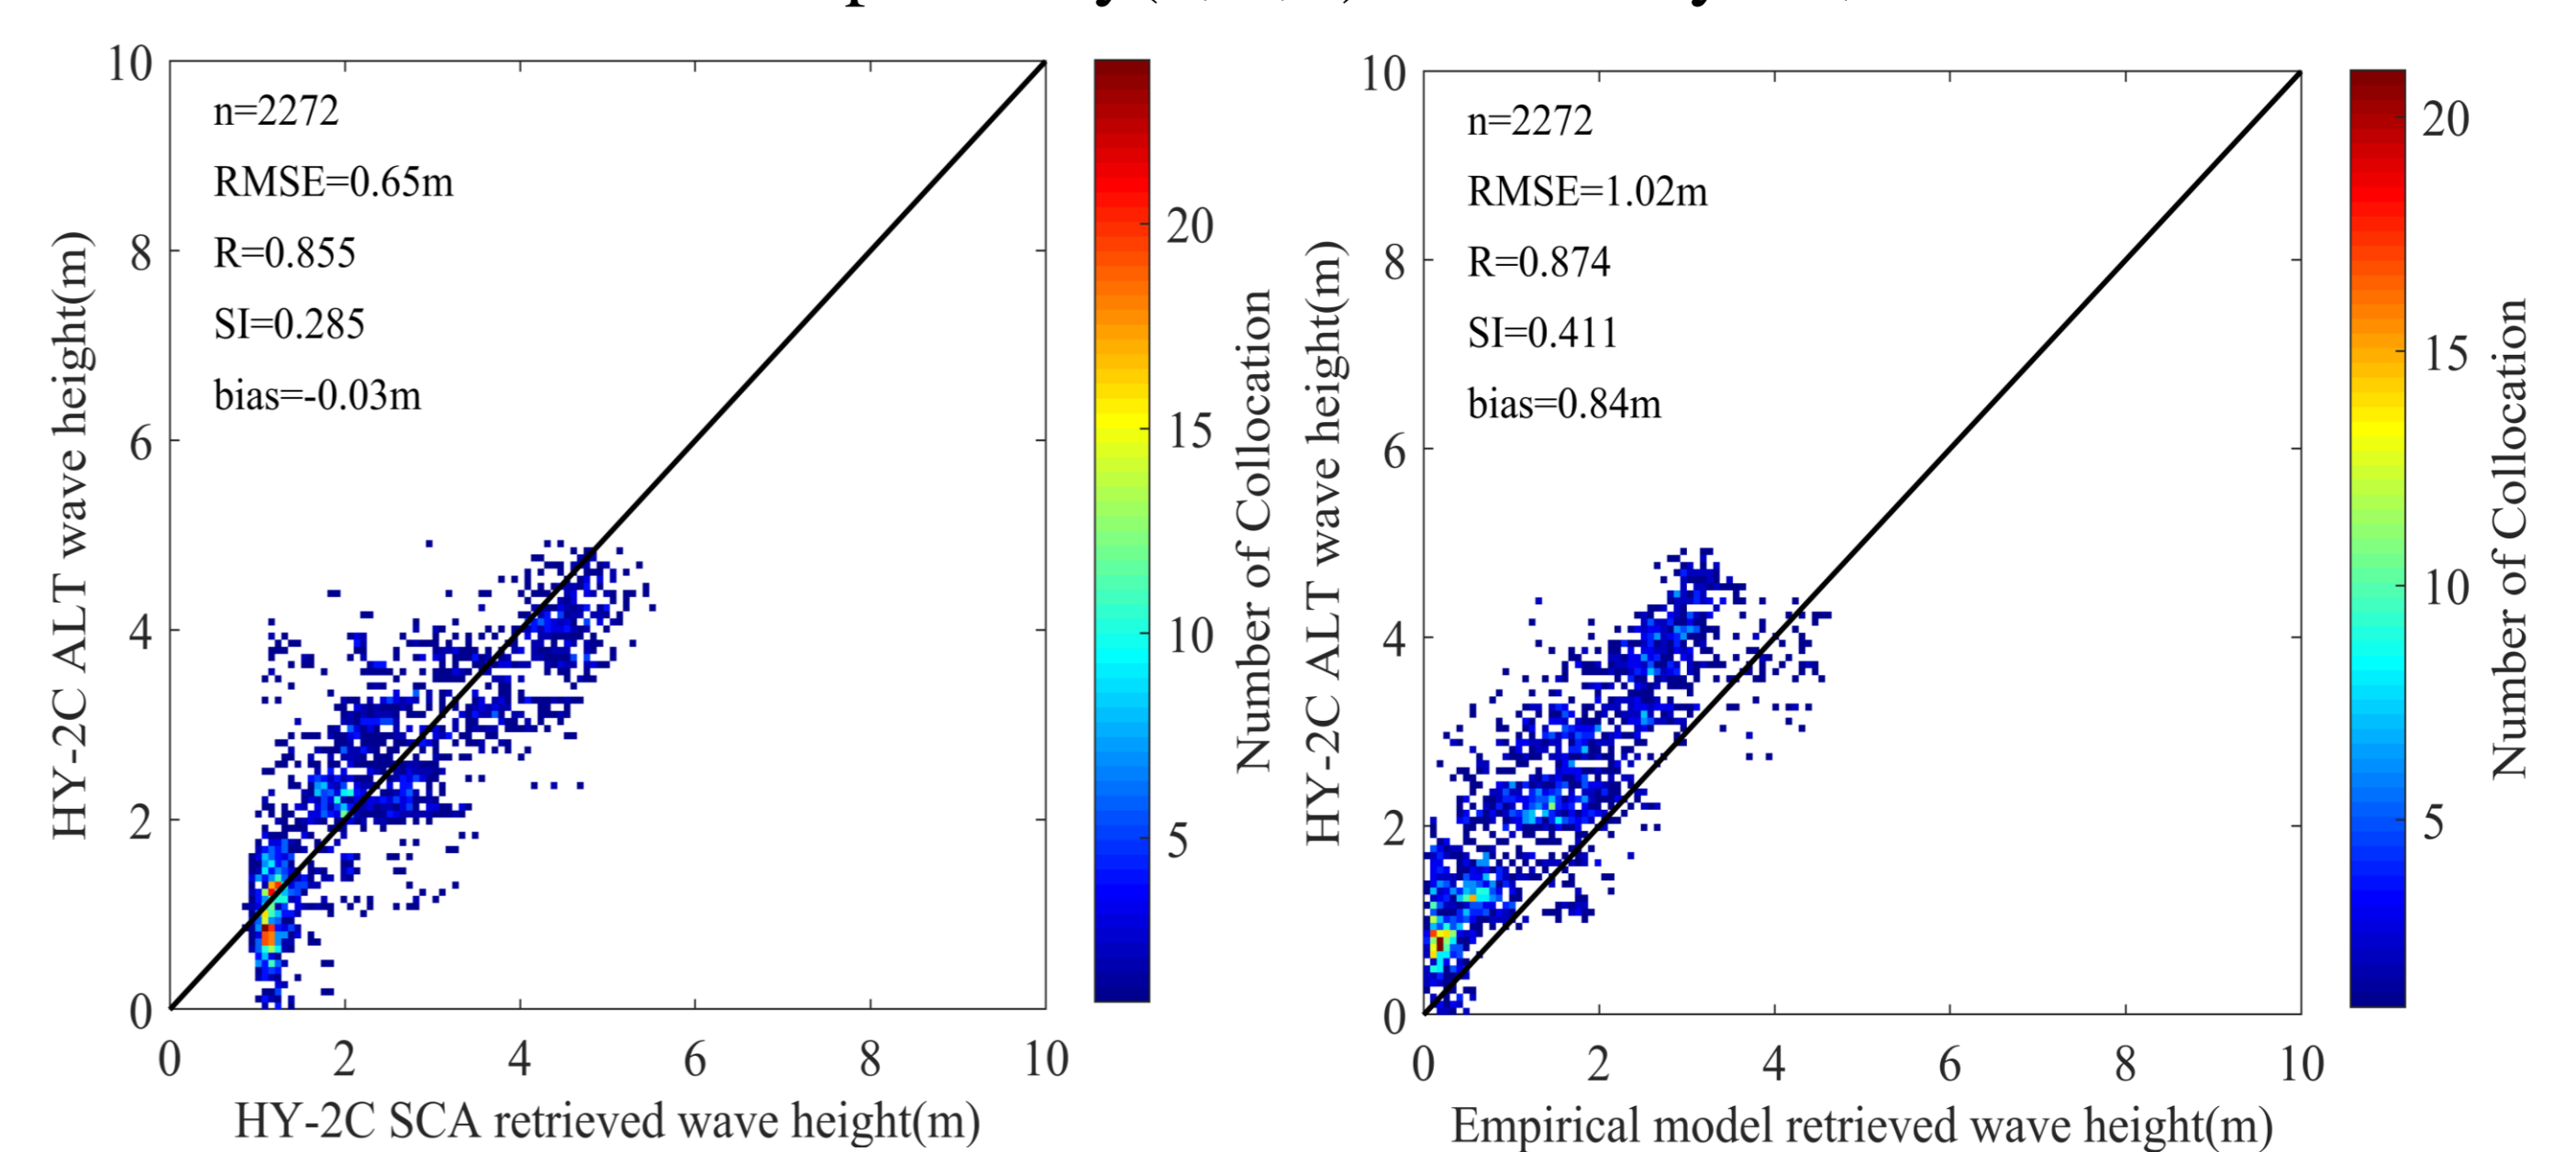 n=2272
RMSE=0.65m
R=0.855
SI=0.285
bias=-0.03m
HY-2C ALT wave height(m)
10
8
6
4
2
0
0 2 4 6 8 10
HY-2C SCA retrieved wave height(m)
20
15
10
5
Number of Collocation
n=2272
RMSE=1.02m
R=0.874
SI=0.411
bias=0.84m
HY-2C ALT wave height(m)
10
8
6
4
2
0
0 2 4 6 8 10
Empirical model retrieved wave height(m)
20
15
10
5
Number of Collocation